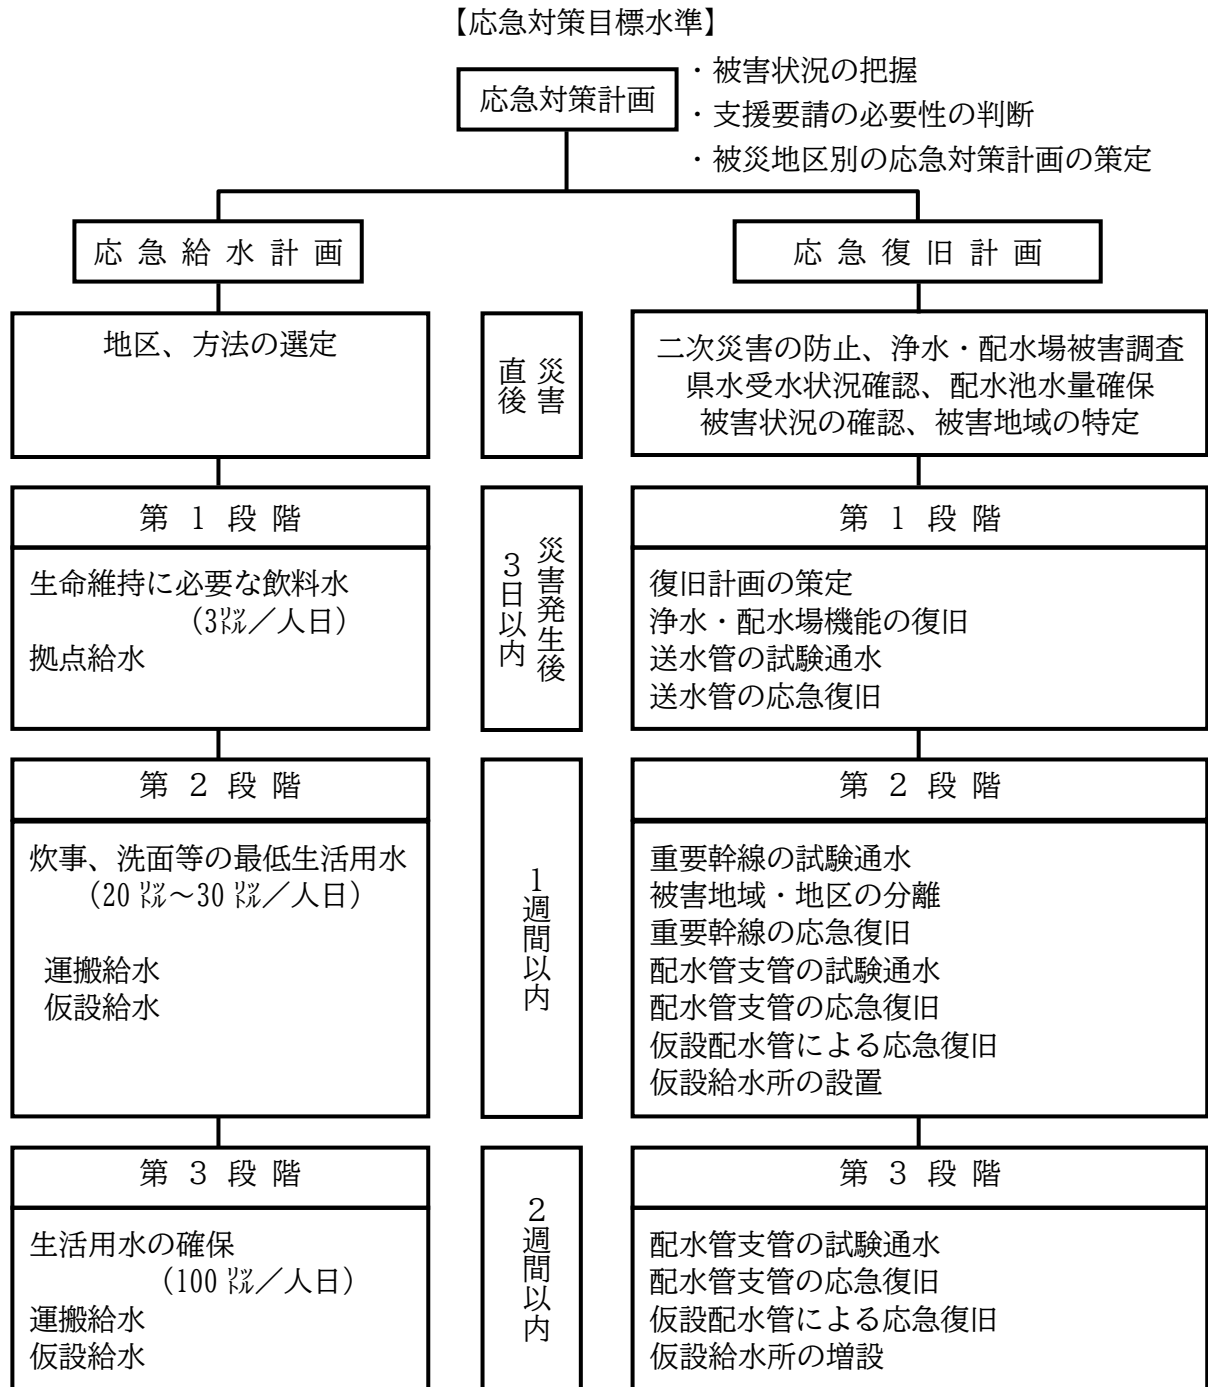 【応急対策目標水準】
応急対策計画
・被害状況の把握
・支援要請の必要性の判断
・被災地区別の応急対策計画の策定
応急給水計画
応急復旧計画
地区、方法の選定
災害
直後
二次災害の防止、浄水・配水場被害調査
県水受水状況確認、配水池水量確保
被害状況の確認、被害地域の特定
第1段階
生命維持に必要な飲料水
(3㍑/人日)
拠点給水
災害発生後
3日以内
第1段階
復旧計画の策定
浄水・配水場機能の復旧
送水管の試験通水
送水管の応急復旧
第2段階
炊事、洗面等の最低生活用水
(20㍑～30㍑/人日)
運搬給水
仮設給水
1週間以内
第2段階
重要幹線の試験通水
被害地域・地区の分離
重要幹線の応急復旧
配水管支管の試験通水
配水管支管の応急復旧
仮設配水管による応急復旧
仮設給水所の設置
第3段階
生活用水の確保
(100㍑/人日)
運搬給水
仮設給水
2週間以内
第3段階
配水管支管の試験通水
配水管支管の応急復旧
仮設配水管による応急復旧
仮設給水所の増設